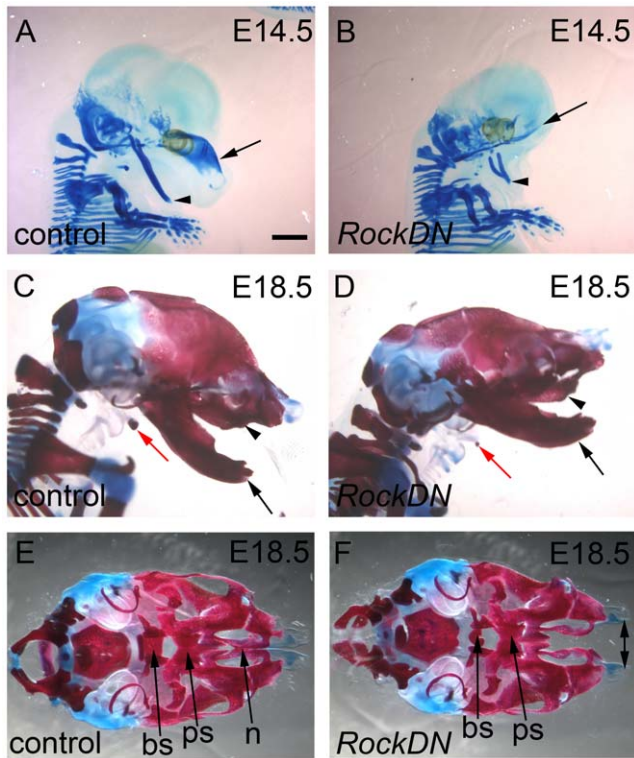 A E14.5
control
B E14.5
RockDN
C E18.5
control
D E18.5
RockDN
E E18.5
control bs ps n
F E18.5
RockDN bs ps